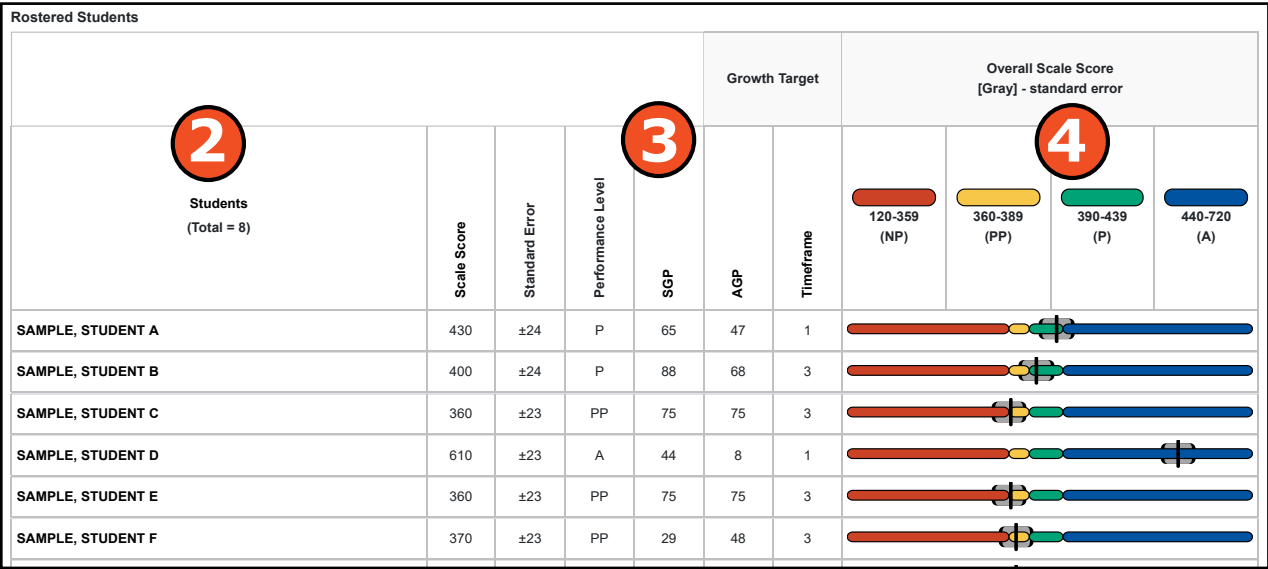 Rostered Students
Growth Target
Overall Scale Score
[Gray] - standard error
2
3
4
Students
(Total = 8)
Scale Score
Standard Error
Performance Level
SGP
AGP
Timeframe
120-359
(NP)
360-389
(PP)
390-439
(P)
440-720
(A)
SAMPLE, STUDENT A 430 ±24 P 65 47 1
SAMPLE, STUDENT B 400 ±24 P 88 68 3
SAMPLE, STUDENT C 360 ±23 PP 75 75 3
SAMPLE, STUDENT D 610 ±23 A 44 8 1
SAMPLE, STUDENT E 360 ±23 PP 75 75 3
SAMPLE, STUDENT F 370 ±23 PP 29 48 3